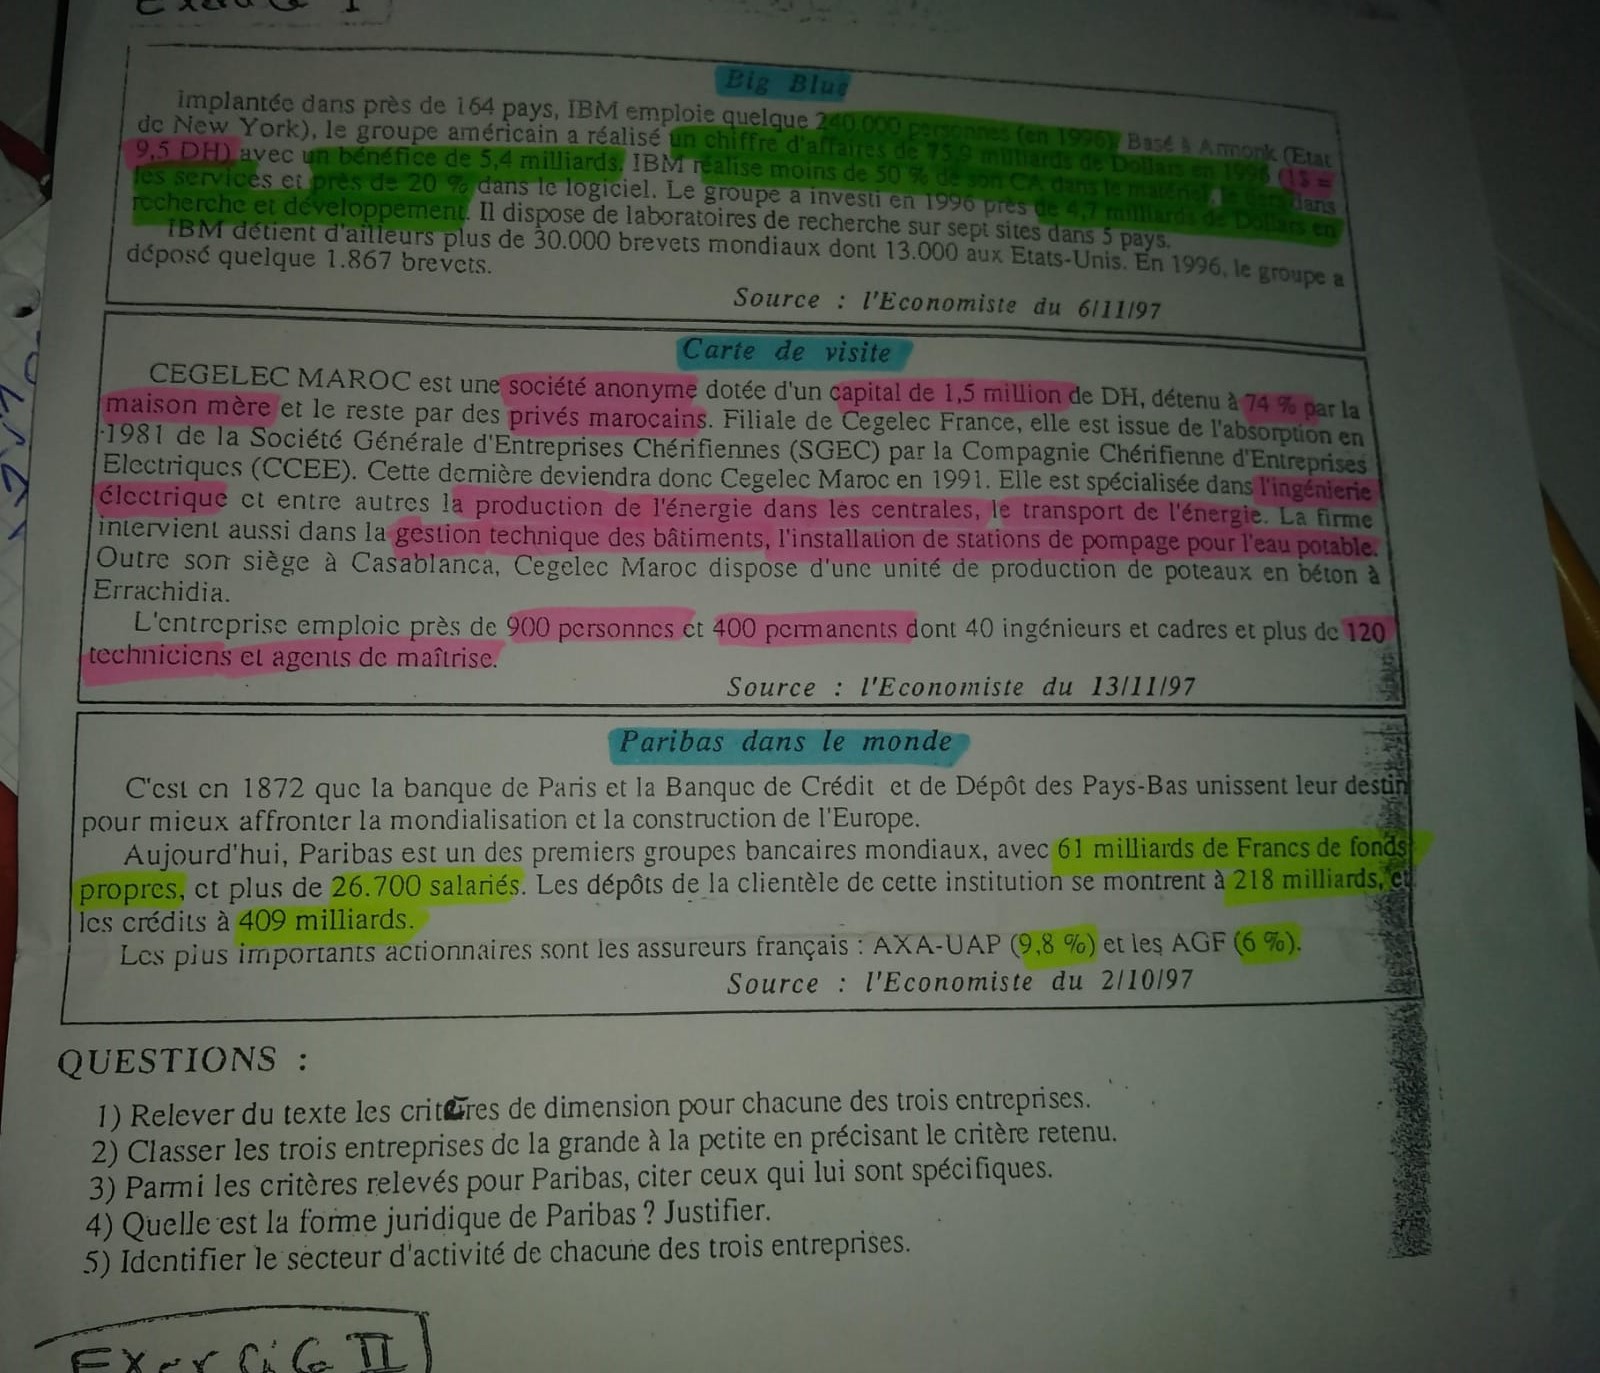 Exercice I
Big Blue
Implantée dans près de 164 pays, IBM emploie quelque 240 000 personnes (en 1996). Basé à Armonk (Etat
de New York), le groupe américain a réalisé un chiffre d'affaires de 75,9 milliards de Dollars en 1996 (1$ =
9,5 DH) avec un bénéfice de 5,4 milliards. IBM réalise moins de 50 % de son CA dans le matériel, dans
les services et près de 20 % dans le logiciel. Le groupe a investi en 1996 près de 4,7 milliards de Dollars en
recherche et développement. Il dispose de laboratoires de recherche sur sept sites dans 5 pays.
IBM détient d'ailleurs plus de 30.000 brevets mondiaux dont 13.000 aux Etats-Unis. En 1996, le groupe a
déposé quelque 1.867 brevets.
Source : l'Economiste du 6/11/97
Carte de visite
CEGELEC MAROC est une société anonyme dotée d'un capital de 1,5 million de DH, détenu à 74 % par la
maison mère et le reste par des privés marocains. Filiale de Cegelec France, elle est issue de l'absorption en
1981 de la Société Générale d'Entreprises Chérifiennes (SGEC) par la Compagnie Chérifienne d'Entreprises
Electriques (CCEE). Cette dernière deviendra donc Cegelec Maroc en 1991. Elle est spécialisée dans l'ingénierie
électrique et entre autres la production de l'énergie dans les centrales, le transport de l'énergie. La firme
intervient aussi dans la gestion technique des bâtiments, l'installation de stations de pompage pour l'eau potable.
Outre son siège à Casablanca, Cegelec Maroc dispose d'une unité de production de poteaux en béton à
Errachidia.
L'entreprise emploie près de 900 personnes et 400 permanents dont 40 ingénieurs et cadres et plus de 120
techniciens et agents de maîtrise.
Source : l'Economiste du 13/11/97
Paribas dans le monde
C'est en 1872 que la banque de Paris et la Banque de Crédit et de Dépôt des Pays-Bas unissent leur destin
pour mieux affronter la mondialisation et la construction de l'Europe.
Aujourd'hui, Paribas est un des premiers groupes bancaires mondiaux, avec 61 milliards de Francs de fonds
propres, et plus de 26.700 salariés. Les dépôts de la clientèle de cette institution se montrent à 218 milliards, et
les crédits à 409 milliards.
Les plus importants actionnaires sont les assureurs français : AXA-UAP (9,8 %) et les AGF (6 %).
Source : l'Economiste du 2/10/97
QUESTIONS :
1) Relever du texte les critères de dimension pour chacune des trois entreprises.
2) Classer les trois entreprises de la grande à la petite en précisant le critère retenu.
3) Parmi les critères relevés pour Paribas, citer ceux qui lui sont spécifiques.
4) Quelle est la forme juridique de Paribas ? Justifier.
5) Identifier le secteur d'activité de chacune des trois entreprises.
Exercice II